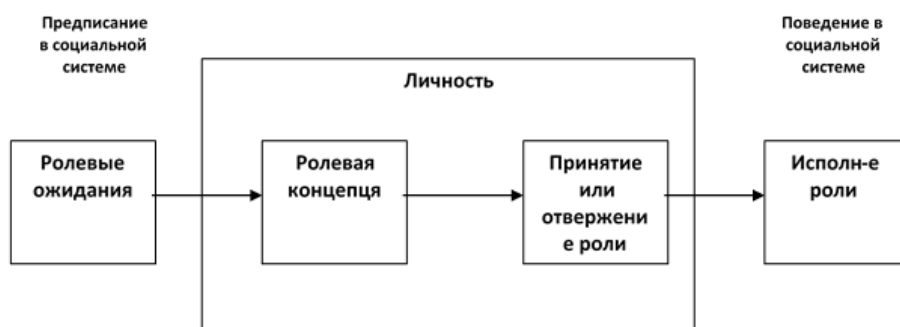 Предписание
в социальной
системе
Поведение в
социальной
системе
Личность
Ролевые
ожидания
Ролевая
концепця
Принятие
или
отвержени
е роли
Исполн-е
роли